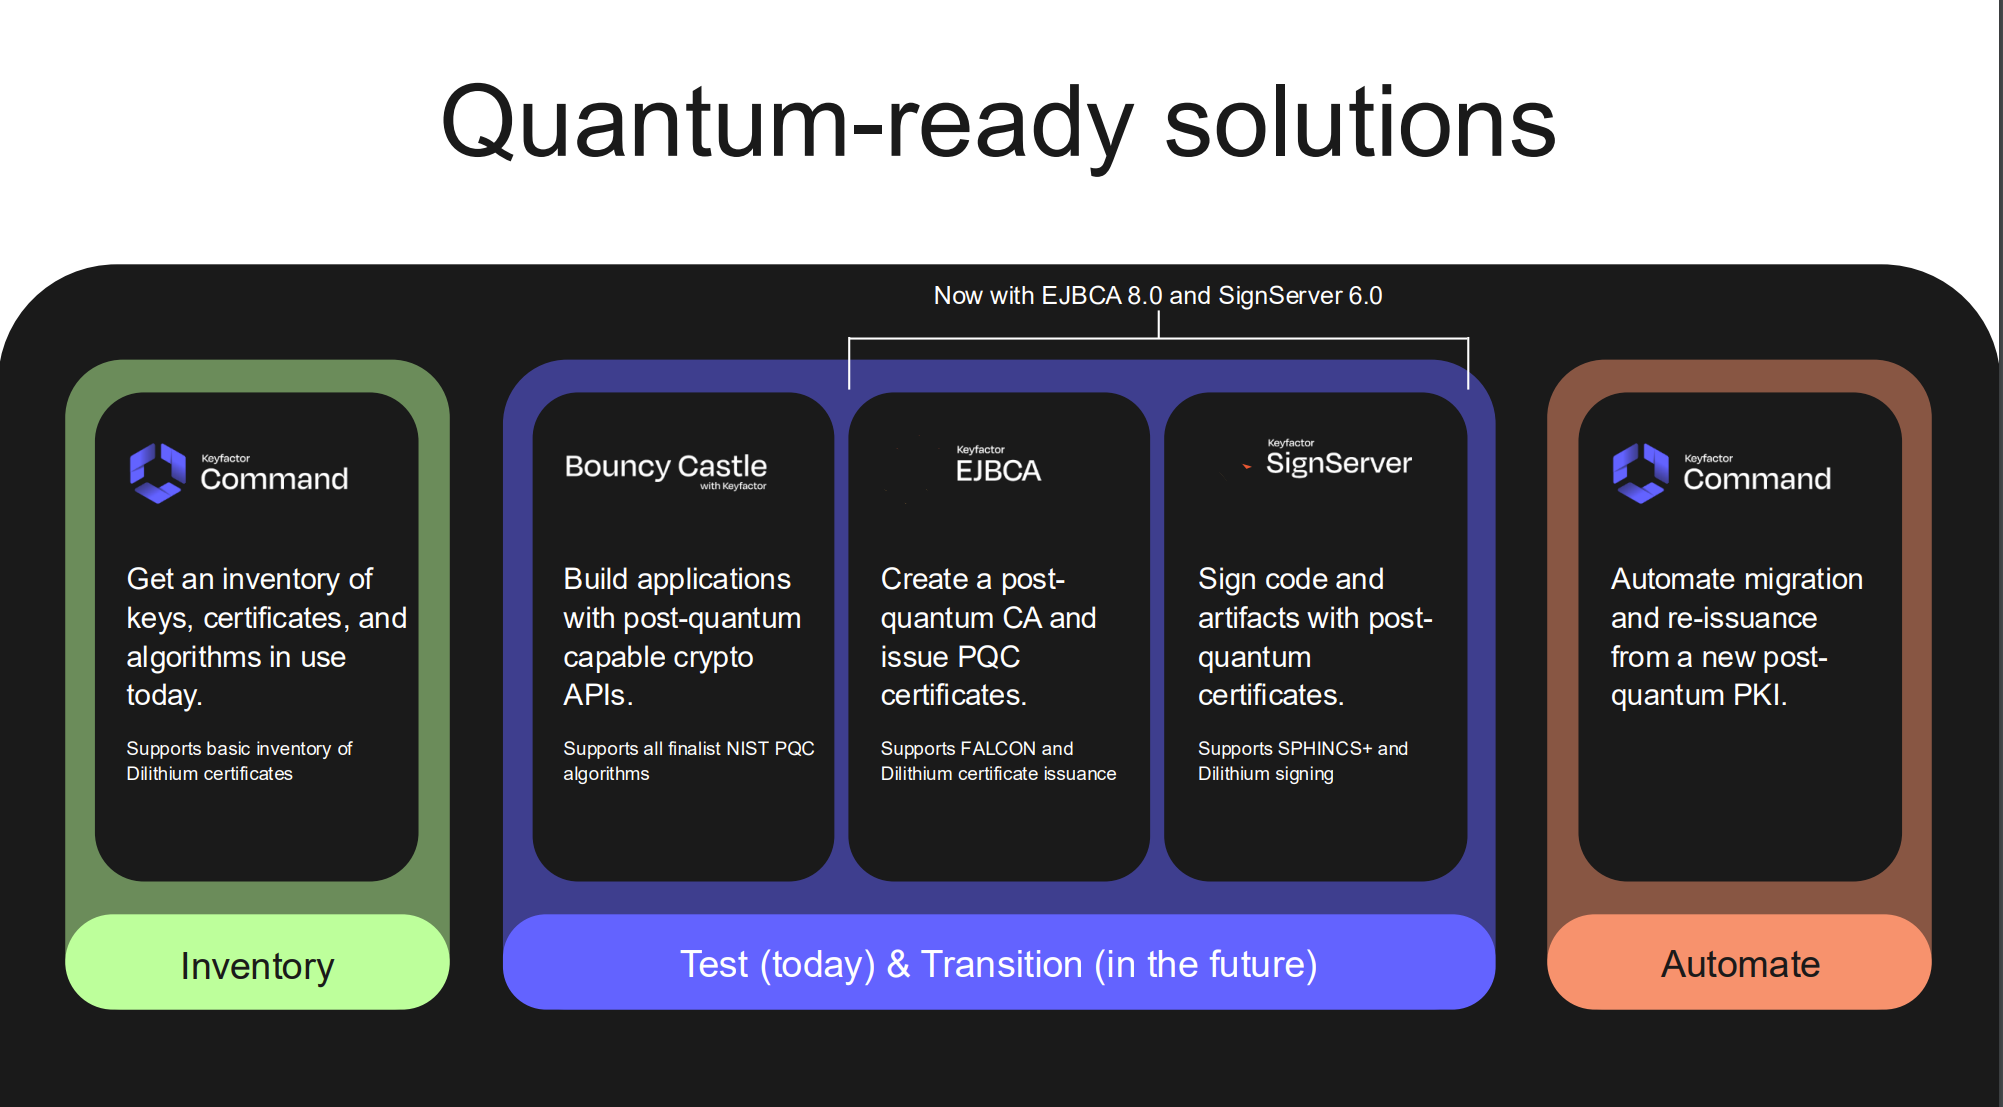 Quantum-ready solutions
Now with EJBCA 8.0 and SignServer 6.0
Keyfactor
Command
Get an inventory of
keys, certificates, and
algorithms in use
today.
Supports basic inventory of
Dilithium certificates
Inventory
Bouncy Castle
with Keyfactor
Build applications
with post-quantum
capable crypto
APIs.
Supports all finalist NIST PQC
algorithms
Keyfactor
EJBCA
Create a post-
quantum CA and
issue PQC
certificates.
Supports FALCON and
Dilithium certificate issuance
Keyfactor
SignServer
Sign code and
artifacts with post-
quantum
certificates.
Supports SPHINCS+ and
Dilithium signing
Test (today) & Transition (in the future)
Keyfactor
Command
Automate migration
and re-issuance
from a new post-
quantum PKI.
Automate